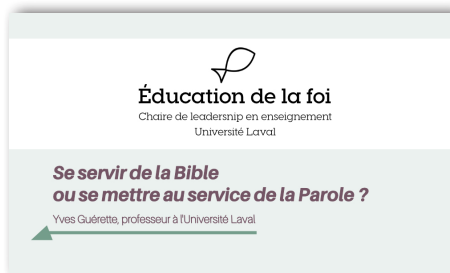 Éducation de la foi
Chaire de leadersnip en enseignement
Université Laval
Se servir de la Bible
ou se mettre au service de la Parole ?
Yves Guérette, professeur à l'Université Laval